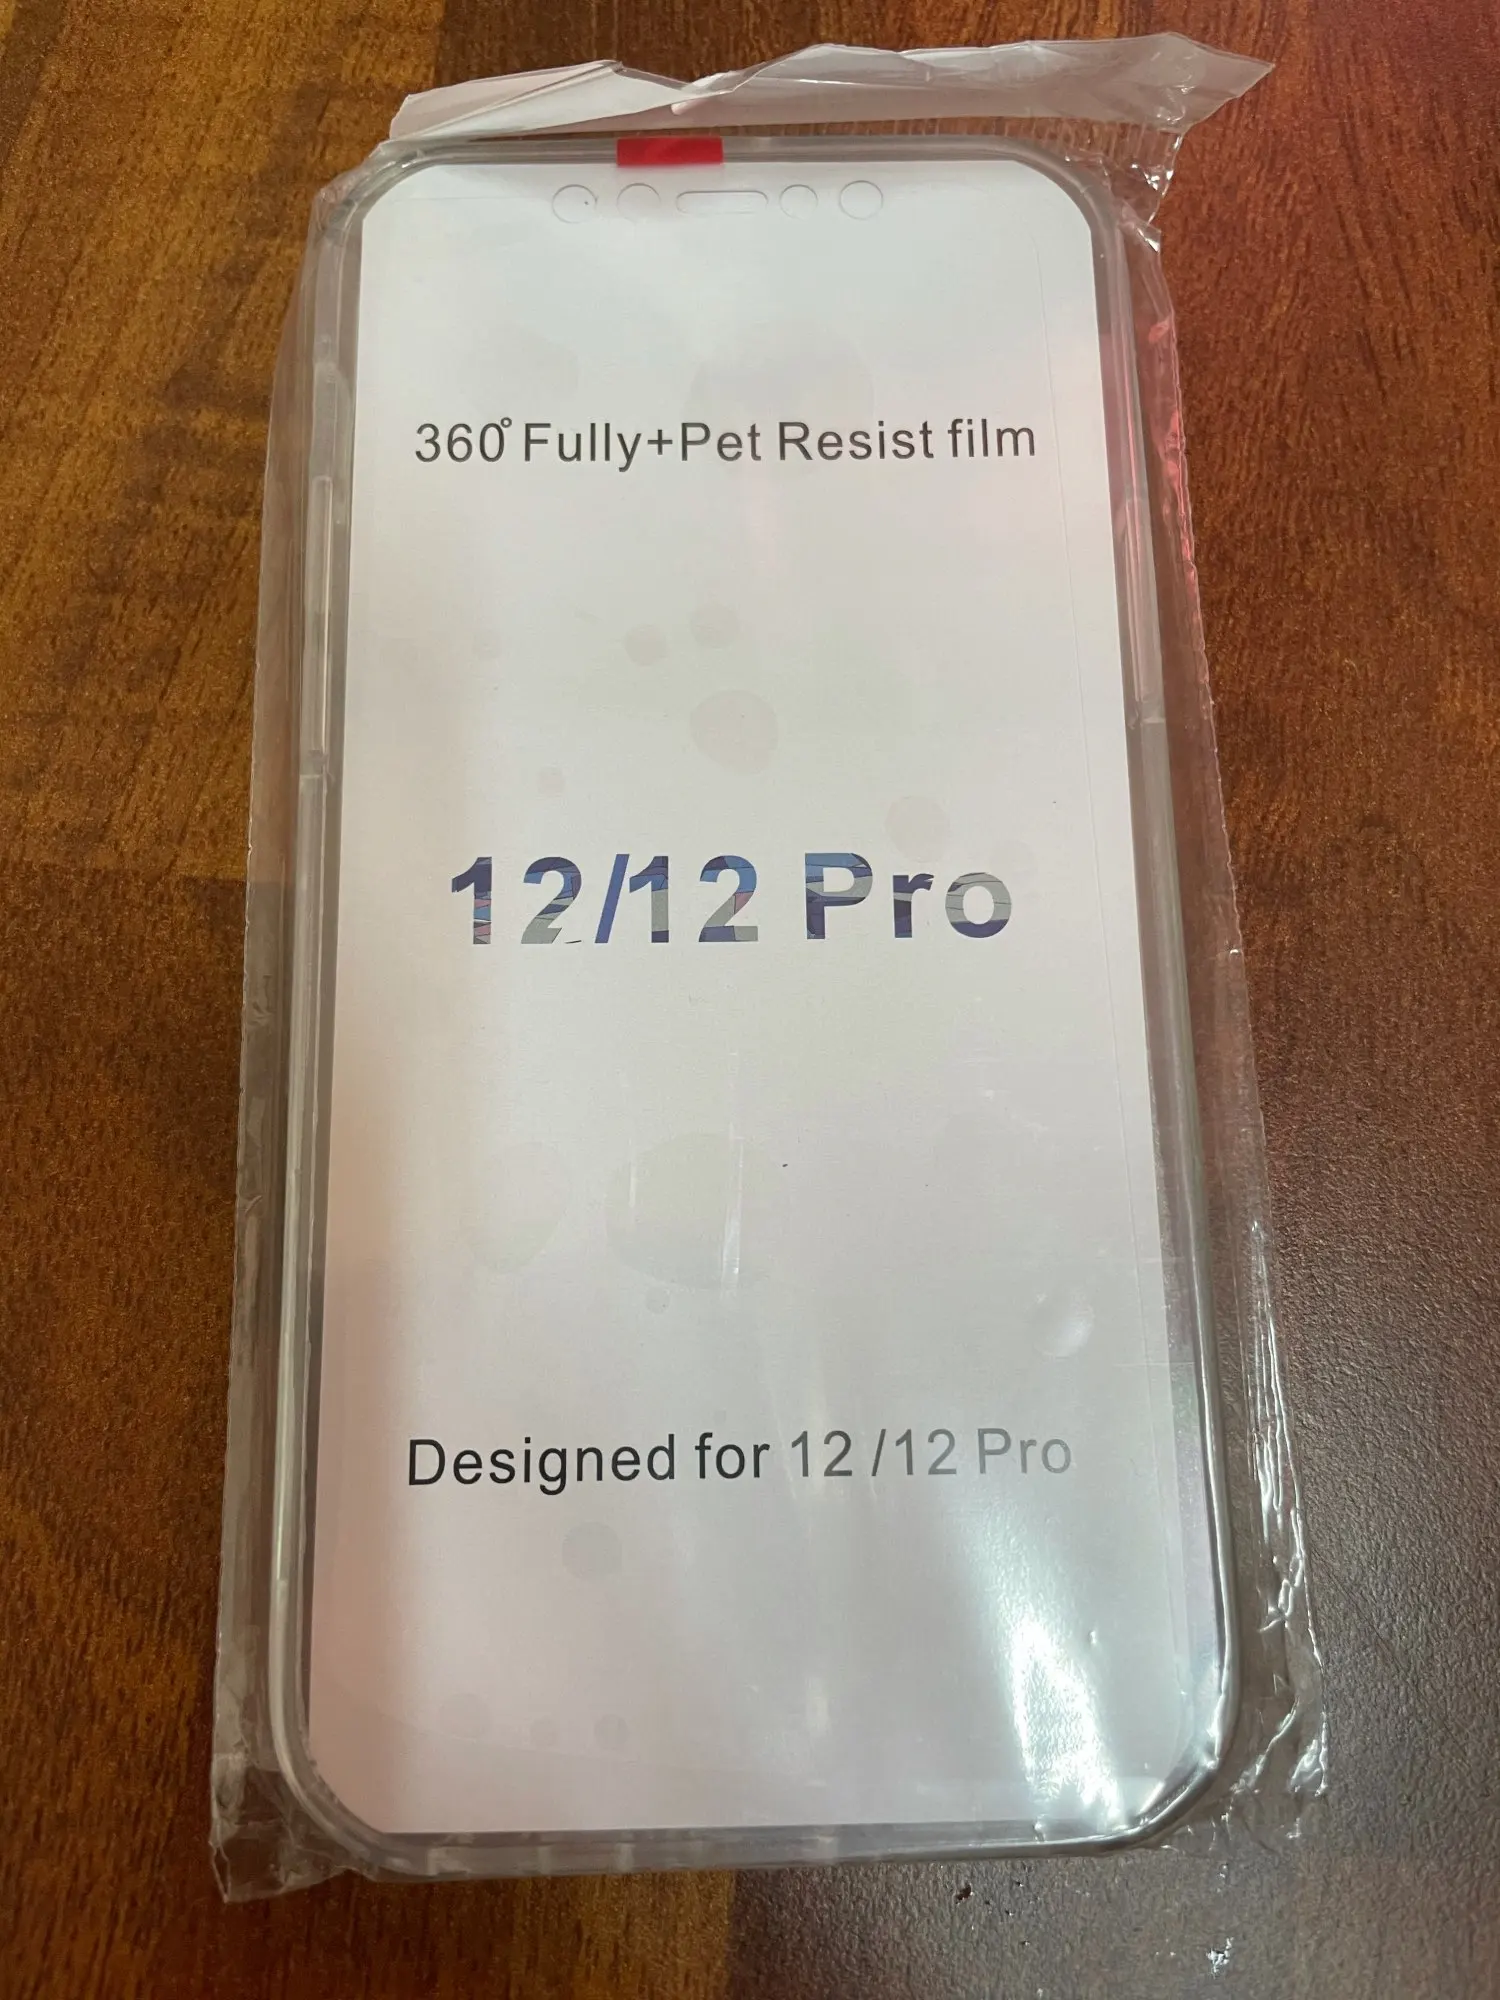 360° Fully+Pet Resist film
12/12 Pro
Designed for 12 /12 Pro